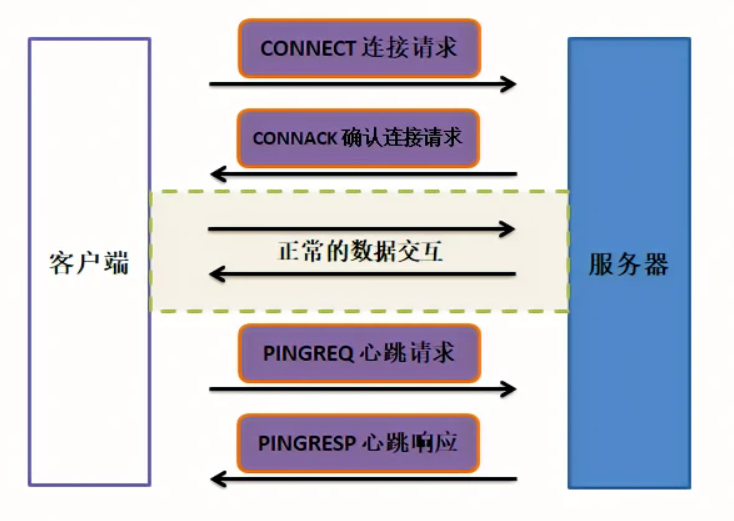 CONNECT 连接请求
CONNACK 确认连接请求
客户端
正常的数据交互
服务器
PINGREQ 心跳请求
PINGRESP 心跳响应